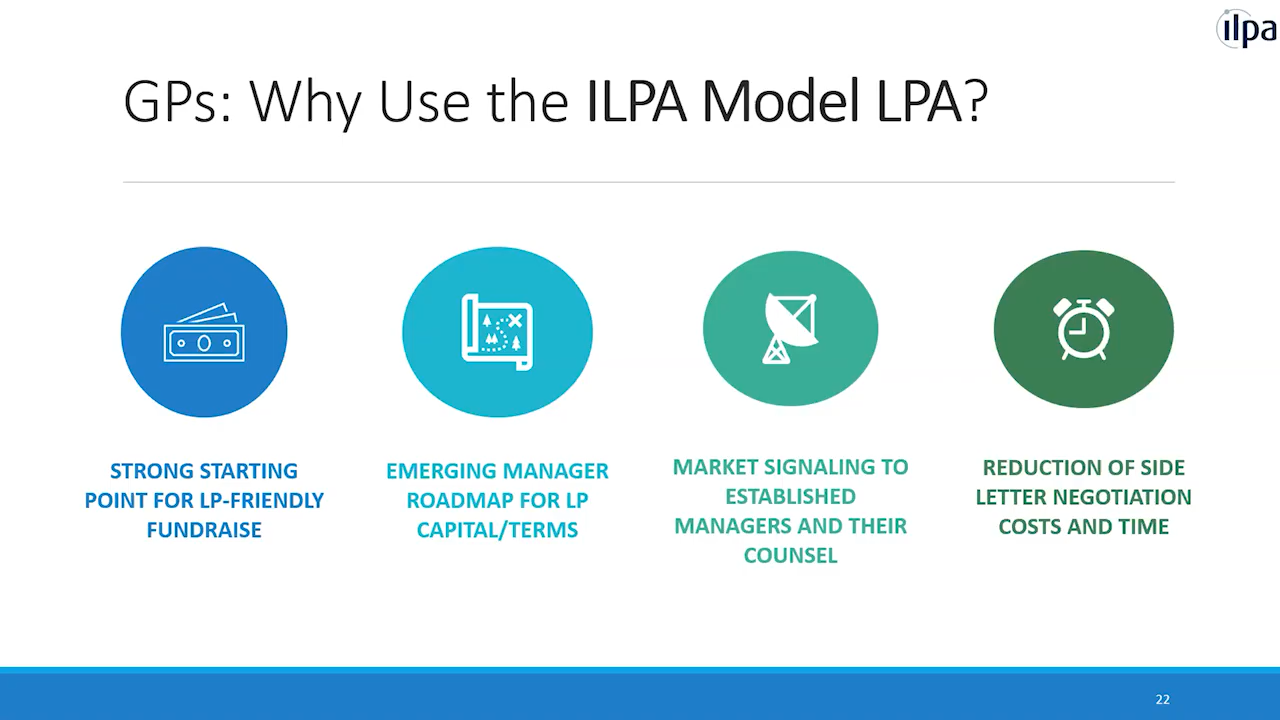 ilpa
GPs: Why Use the ILPA Model LPA?
STRONG STARTING
POINT FOR LP-FRIENDLY
FUNDRAISE
EMERGING MANAGER
ROADMAP FOR LP
CAPITAL/TERMS
MARKET SIGNALING TO
ESTABLISHED
MANAGERS AND THEIR
COUNSEL
REDUCTION OF SIDE
LETTER NEGOTIATION
COSTS AND TIME
22